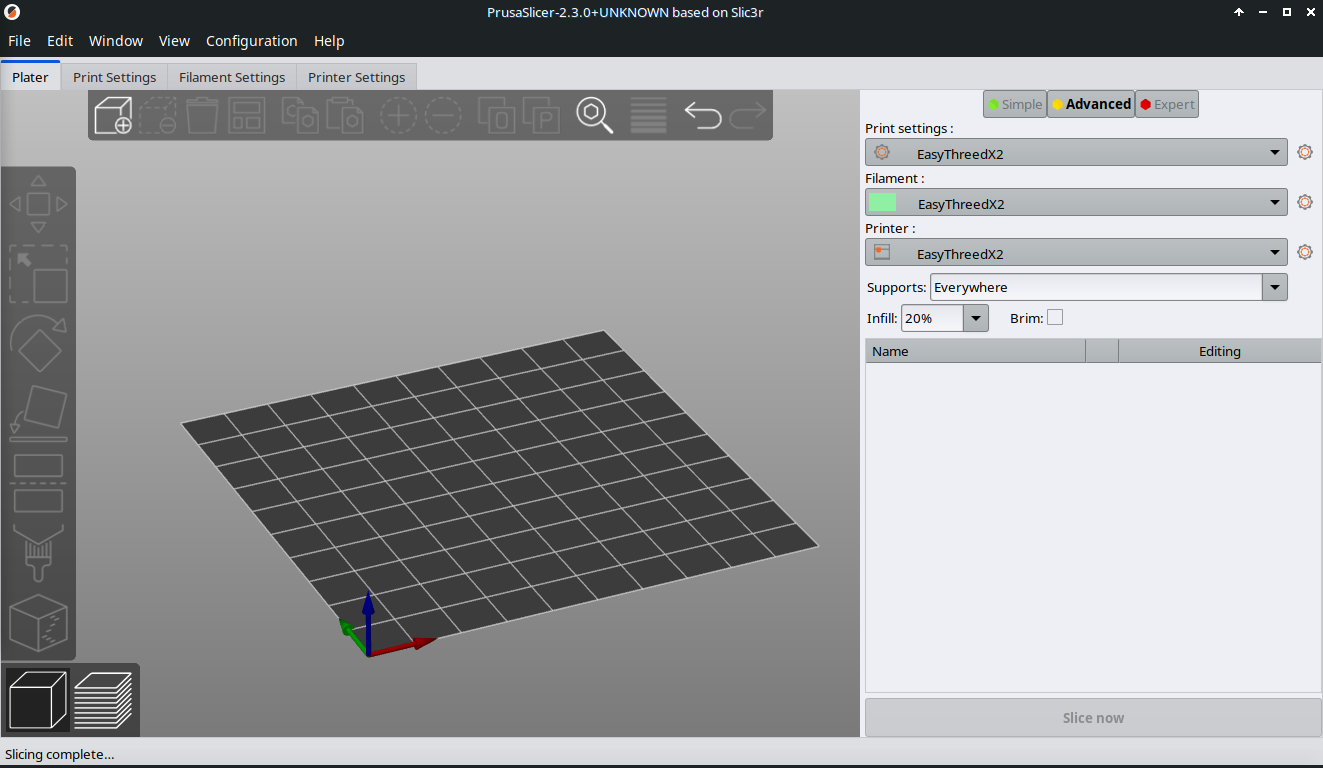 PrusaSlicer-2.3.0+UNKNOWN based on Slic3r
File Edit Window View Configuration Help
Plater Print Settings Filament Settings Printer Settings
Simple Advanced Expert
Print settings :
EasyThreedX2
Filament :
EasyThreedX2
Printer :
EasyThreedX2
Supports: Everywhere
Infill: 20% Brim:
Name Editing
Slice now
Slicing complete...